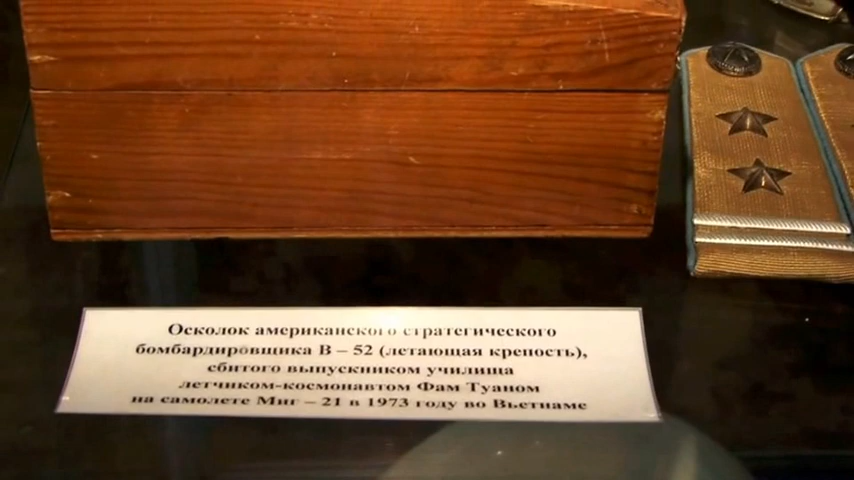 Осколок американского стратегического
бомбардировщика В – 52 (летающая крепость),
сбитого выпускником училища
летчиком-космонавтом Фам Туаном
на самолете Миг – 21 в 1973 году во Вьетнаме